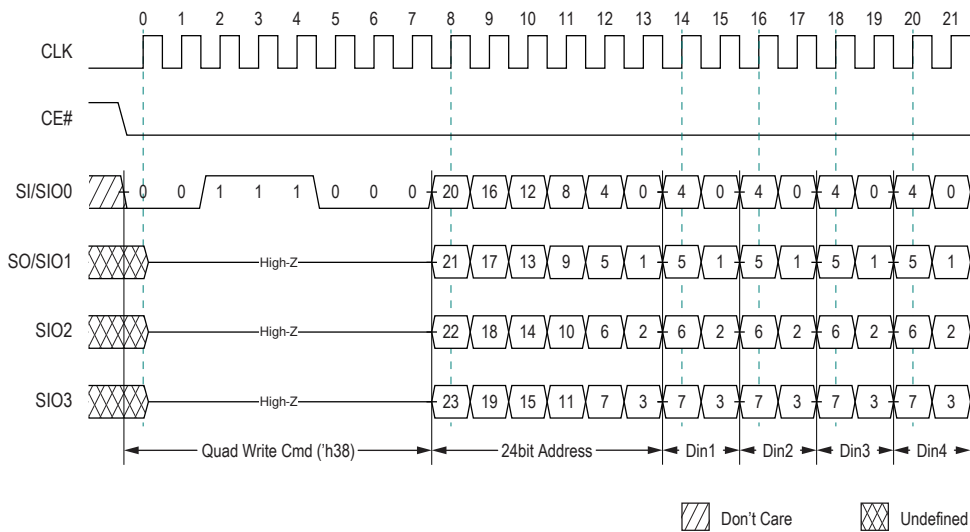 0 1 2 3 4 5 6 7 8 9 10 11 12 13 14 15 16 17 18 19 20 21
CLK
CE#
SI/SIO0 0 0 1 1 1 0 0 0 20 16 12 8 4 0 4 0 4 0 4 0 4 0
SO/SIO1 High-Z 21 17 13 9 5 1 5 1 5 1 5 1 5 1
SIO2 High-Z 22 18 14 10 6 2 6 2 6 2 6 2 6 2
SIO3 High-Z 23 19 15 11 7 3 7 3 7 3 7 3 7 3
Quad Write Cmd ('h38) 24bit Address Din1 Din2 Din3 Din4
Don't Care Undefined